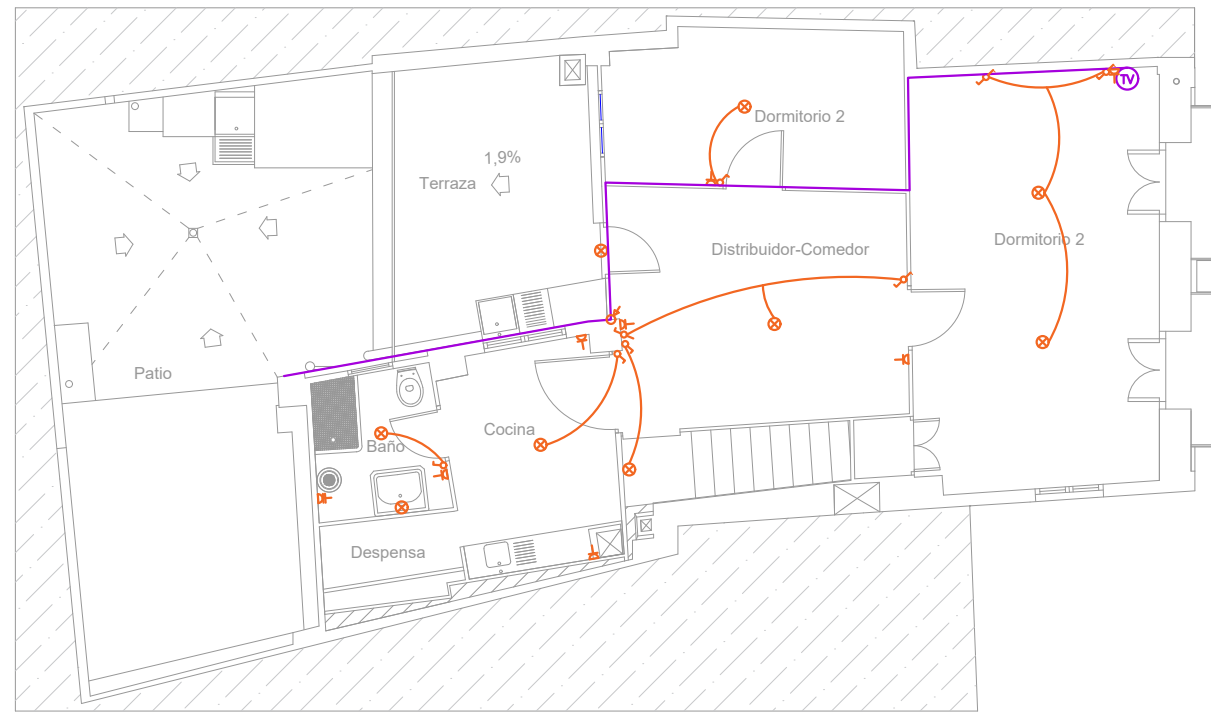 TV
Dormitorio 2
1,9%
Terraza
Dormitorio 2
Distribuidor-Comedor
Patio
Cocina
Baño
Despensa